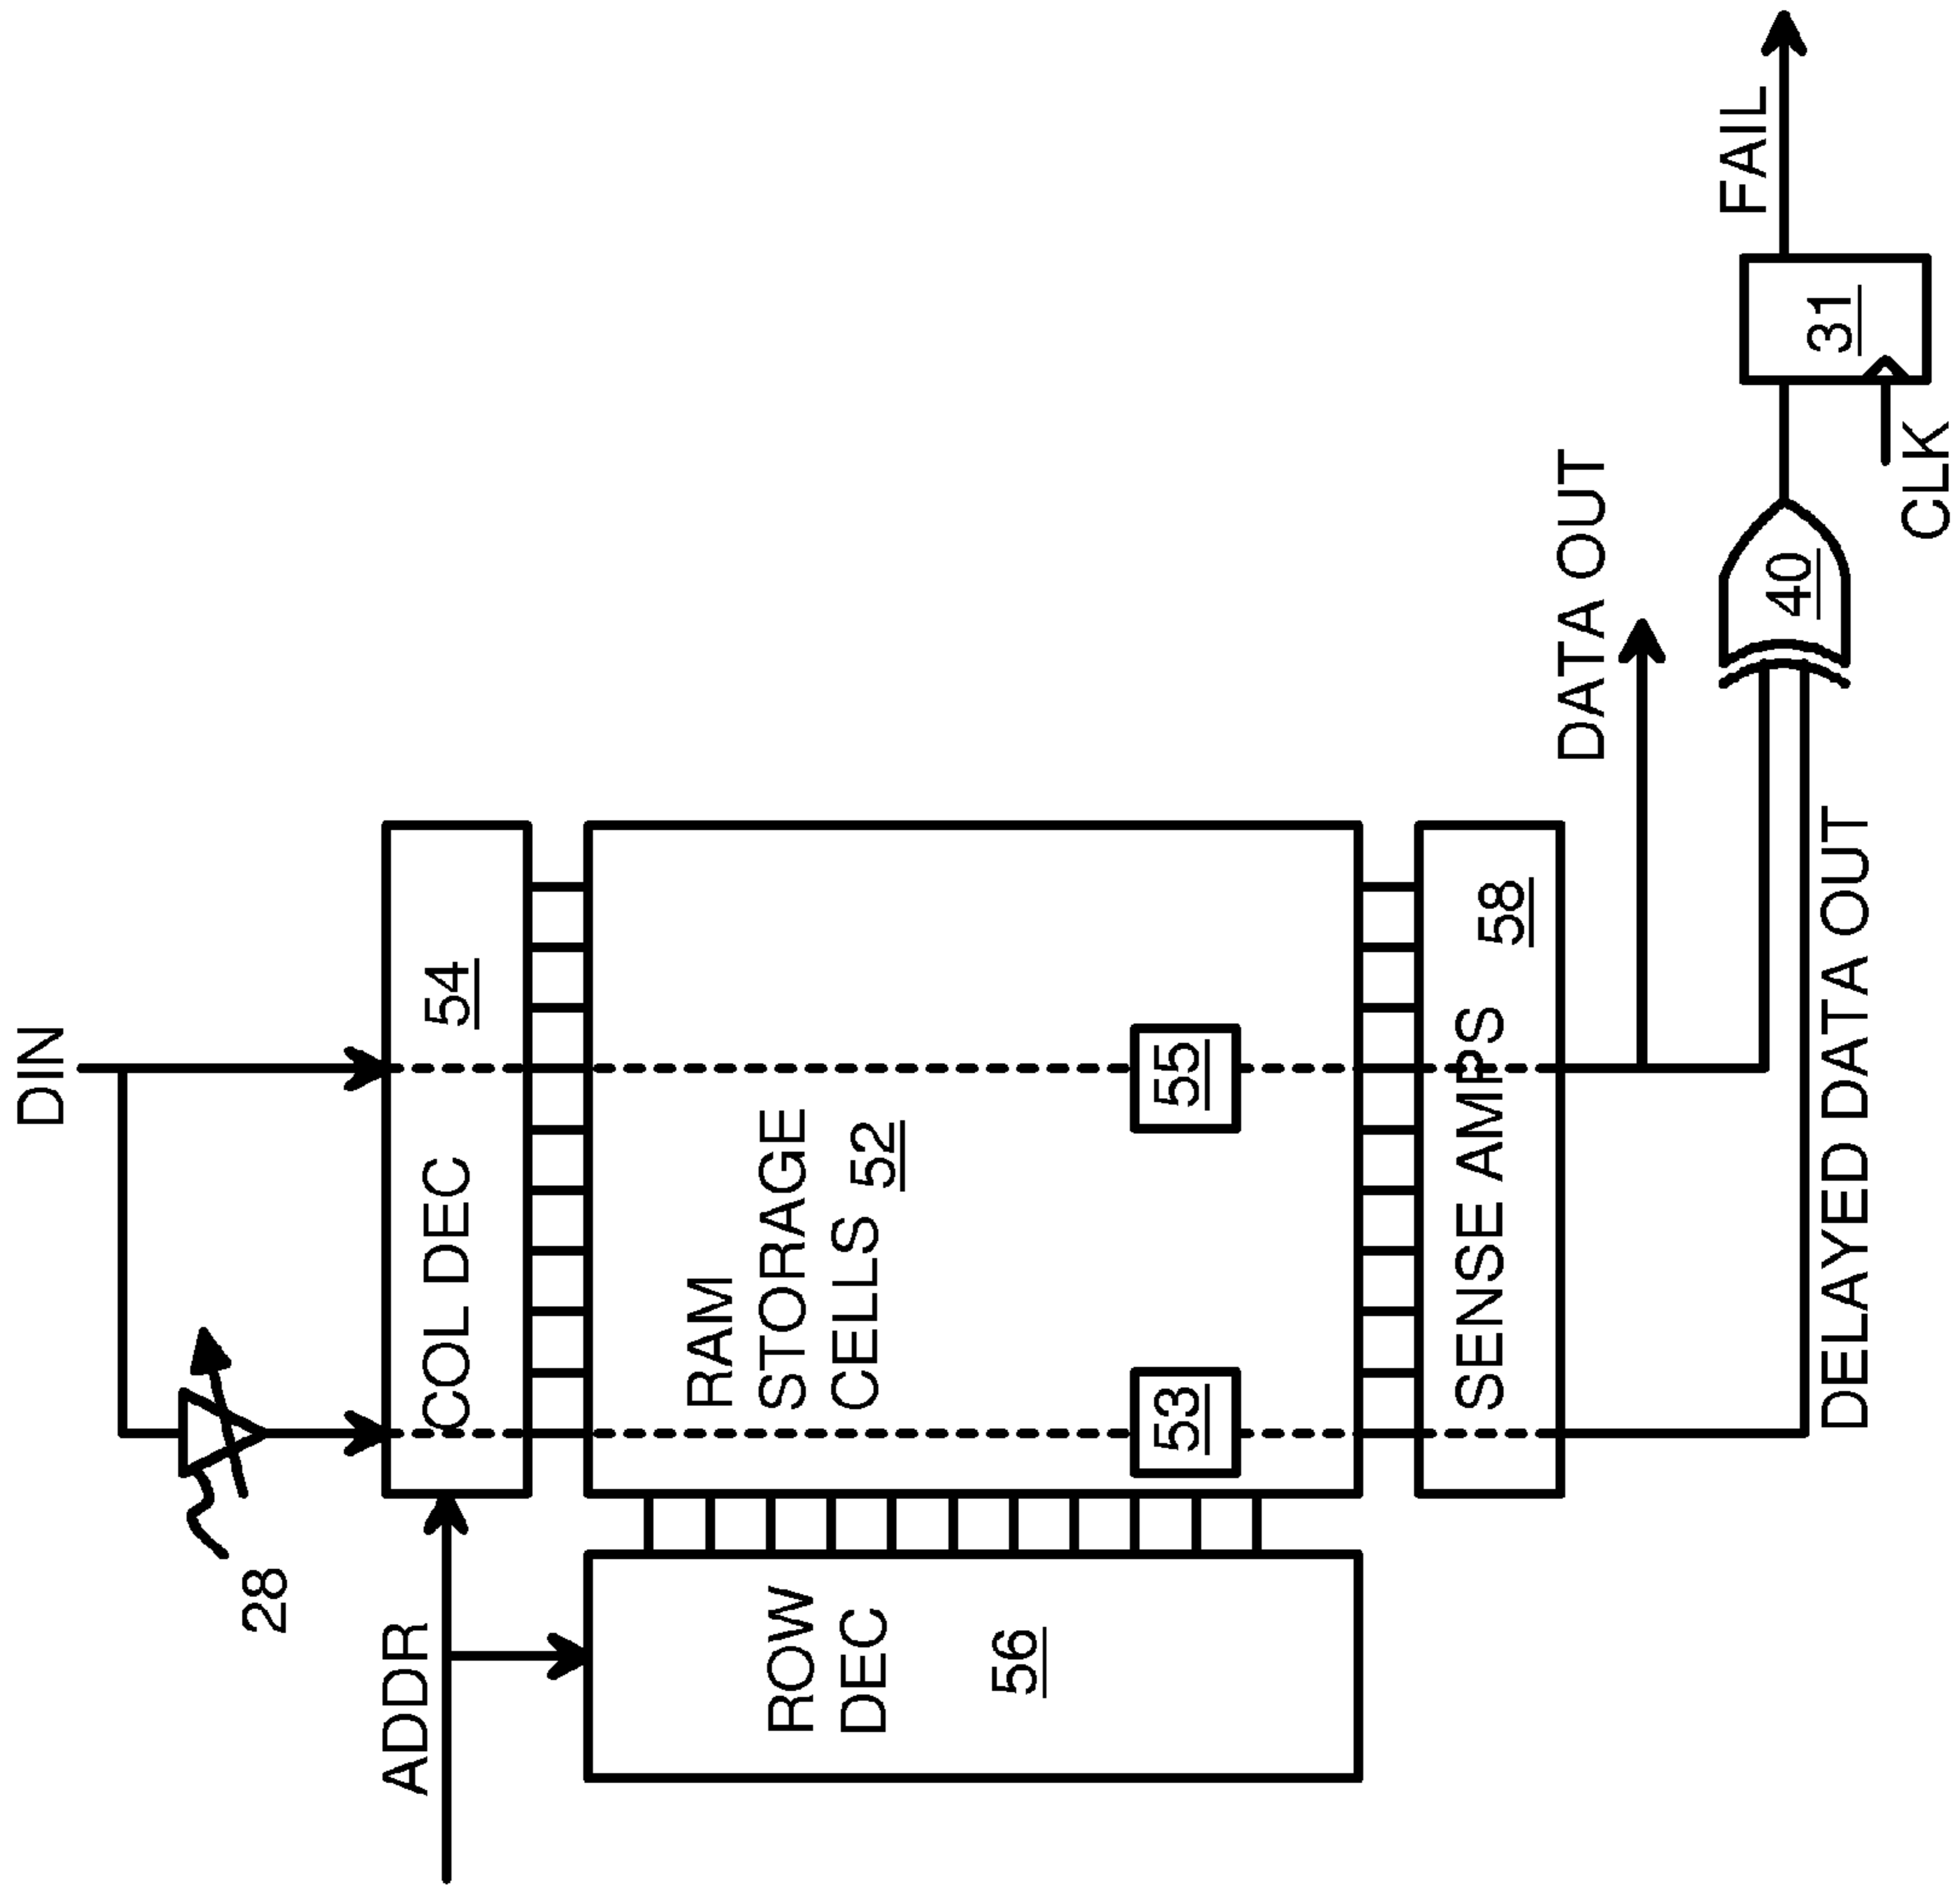 DIN
28
ADDR
COL DEC 54
RAM
STORAGE
CELLS 52
ROW
DEC
56
53
55
SENSE AMPS 58
DATA OUT
DELAYED DATA OUT
40
CLK
31
FAIL